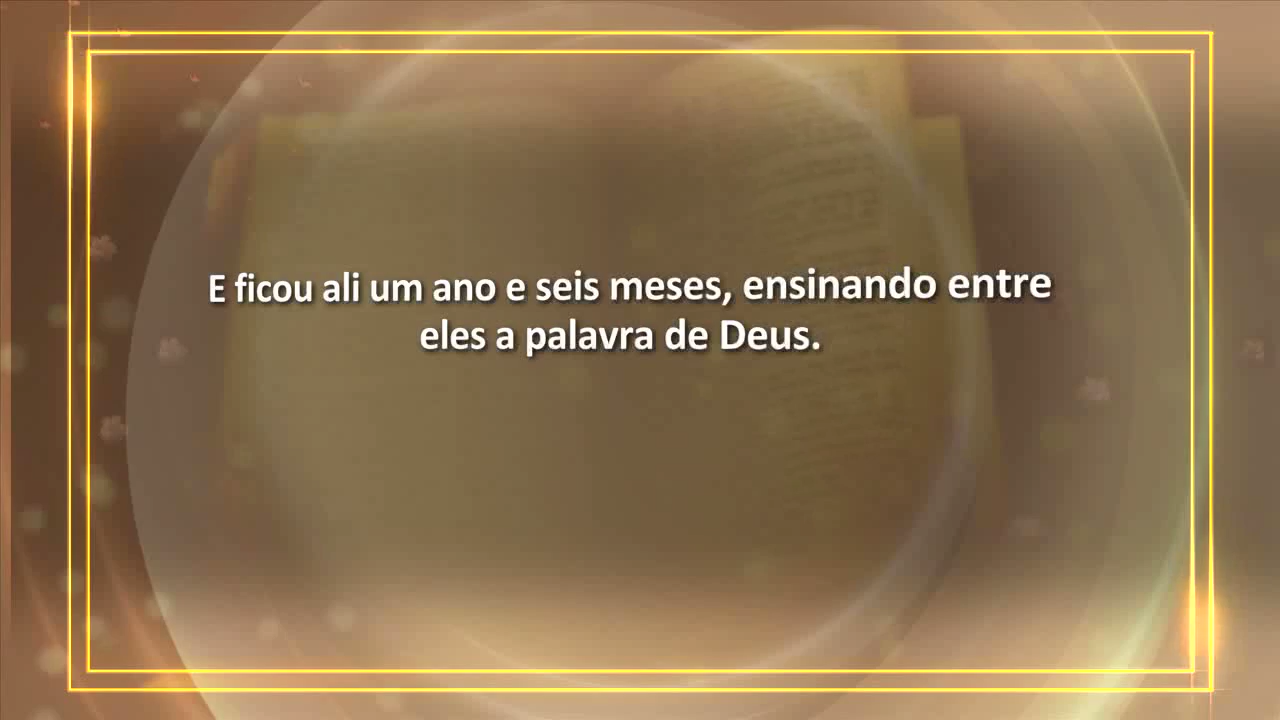 E ficou ali um ano e seis meses, ensinando entre
eles a palavra de Deus.